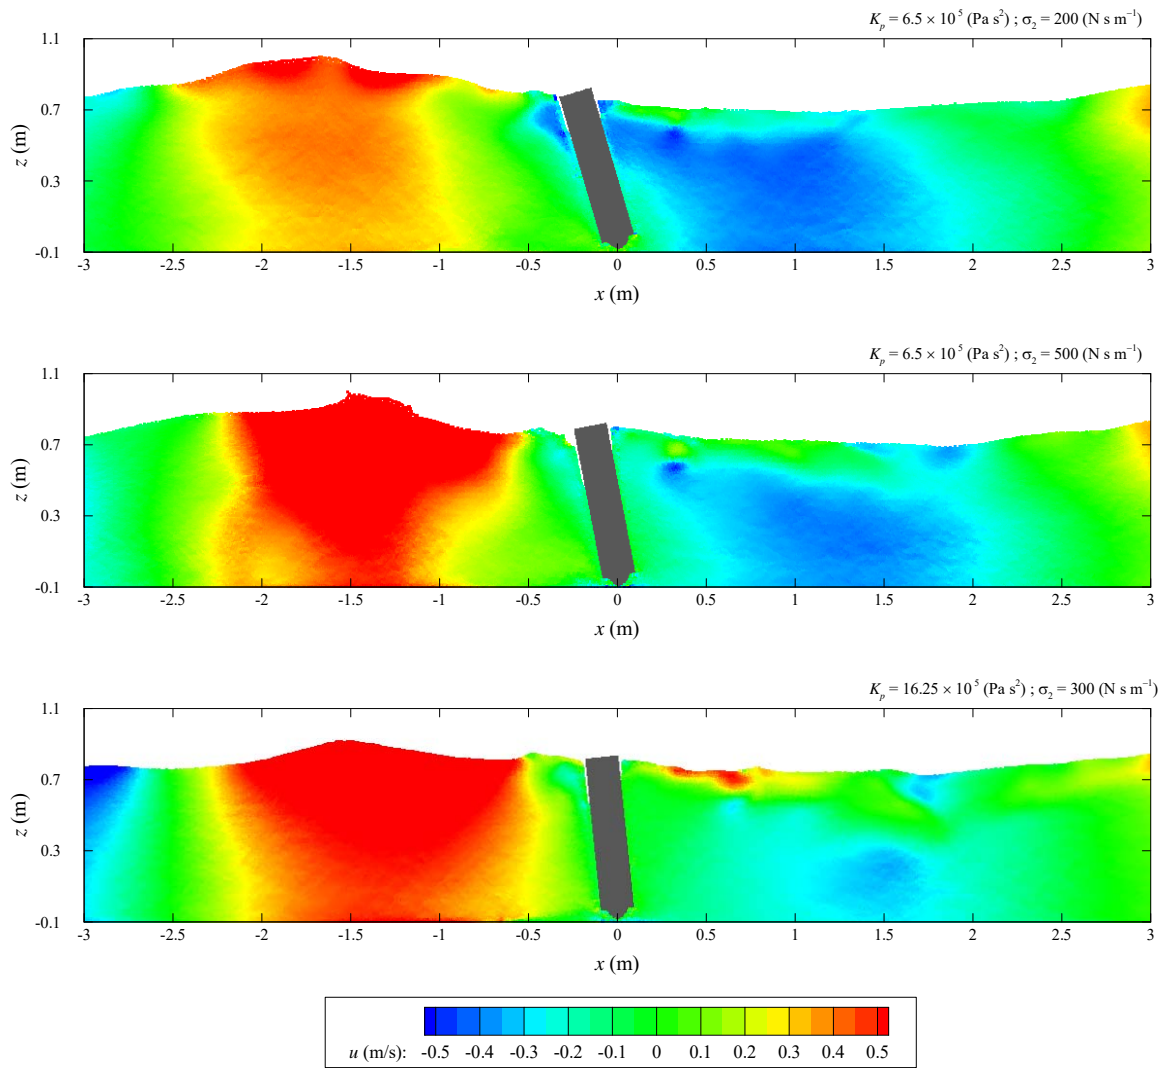 K_p = 6.5 × 10^5 (Pa s^2) ; σ_2 = 200 (N s m^–1)
1.1
0.7
0.3
-0.1
z (m)
-3 -2.5 -2 -1.5 -1 -0.5 0 0.5 1 1.5 2 2.5 3
x (m)
K_p = 6.5 × 10^5 (Pa s^2) ; σ_2 = 500 (N s m^–1)
1.1
0.7
0.3
-0.1
z (m)
-3 -2.5 -2 -1.5 -1 -0.5 0 0.5 1 1.5 2 2.5 3
x (m)
K_p = 16.25 × 10^5 (Pa s^2) ; σ_2 = 300 (N s m^–1)
1.1
0.7
0.3
-0.1
z (m)
-3 -2.5 -2 -1.5 -1 -0.5 0 0.5 1 1.5 2 2.5 3
x (m)
u (m/s): -0.5 -0.4 -0.3 -0.2 -0.1 0 0.1 0.2 0.3 0.4 0.5